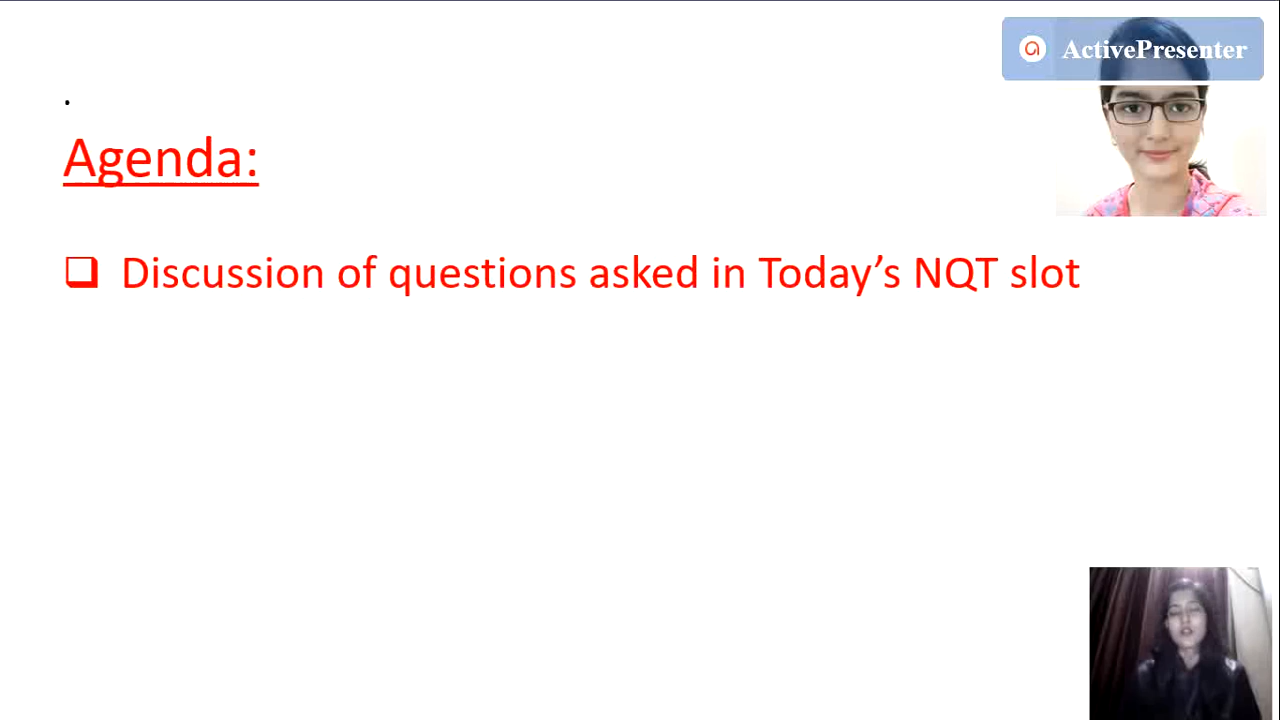 ActivePresenter
.
Agenda:
Discussion of questions asked in Today’s NQT slot